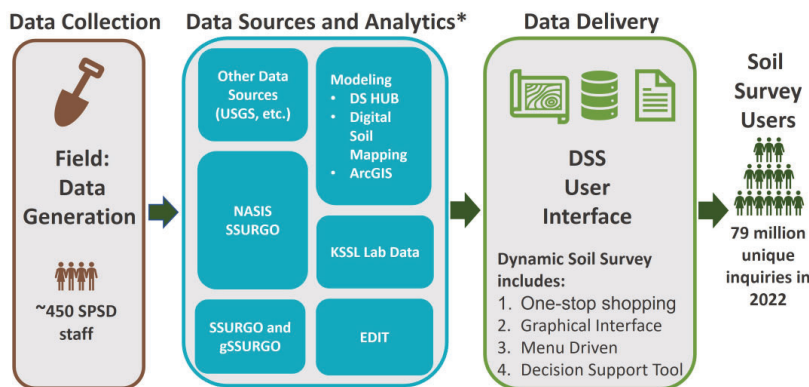 Data Collection
Field:
Data
Generation
~450 SPSD
staff
Data Sources and Analytics*
Other Data
Sources
(USGS, etc.)
Modeling
• DS HUB
• Digital
Soil
Mapping
• ArcGIS
NASIS
SSURGO
KSSL Lab Data
SSURGO and
gSSURGO
EDIT
Data Delivery
DSS
User
Interface
Dynamic Soil Survey
includes:
1. One-stop shopping
2. Graphical Interface
3. Menu Driven
4. Decision Support Tool
Soil
Survey
Users
79 million
unique
inquiries in
2022